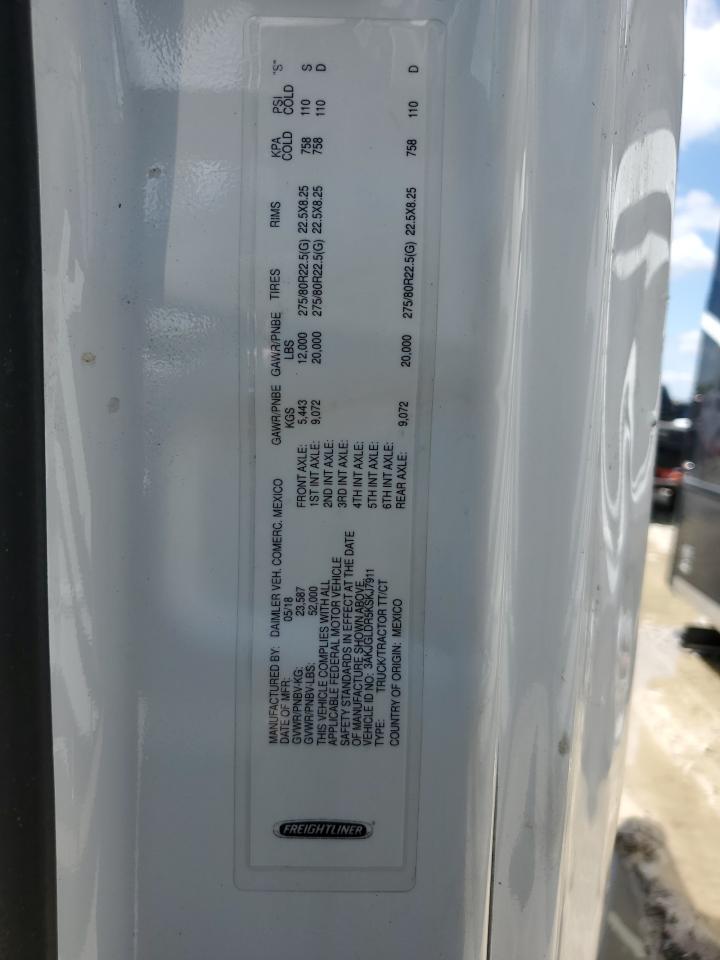 FREIGHTLINER
MANUFACTURED BY: DAIMLER VEH. COMERC. MEXICO
DATE OF MFR: 05/18
GVWR/PNBV-KG: 23,587
GVWR/PNBV-LBS: 52,000
THIS VEHICLE COMPLIES WITH ALL
APPLICABLE FEDERAL MOTOR VEHICLE
SAFETY STANDARDS IN EFFECT AT THE DATE
OF MANUFACTURE SHOWN ABOVE.
VEHICLE ID NO: 3AKJGLDR5KSKJ7911
TYPE: TRUCK/TRACTOR TT/CT
COUNTRY OF ORIGIN: MEXICO
GAWR/PNBE KGS GAWR/PNBE LBS TIRES RIMS KPA COLD PSI COLD "S"
FRONT AXLE: 5,443 12,000 275/80R22.5(G) 22.5X8.25 758 110 S
1ST INT AXLE: 9,072 20,000 275/80R22.5(G) 22.5X8.25 758 110 D
2ND INT AXLE:
3RD INT AXLE:
4TH INT AXLE:
5TH INT AXLE:
6TH INT AXLE:
REAR AXLE: 9,072 20,000 275/80R22.5(G) 22.5X8.25 758 110 D